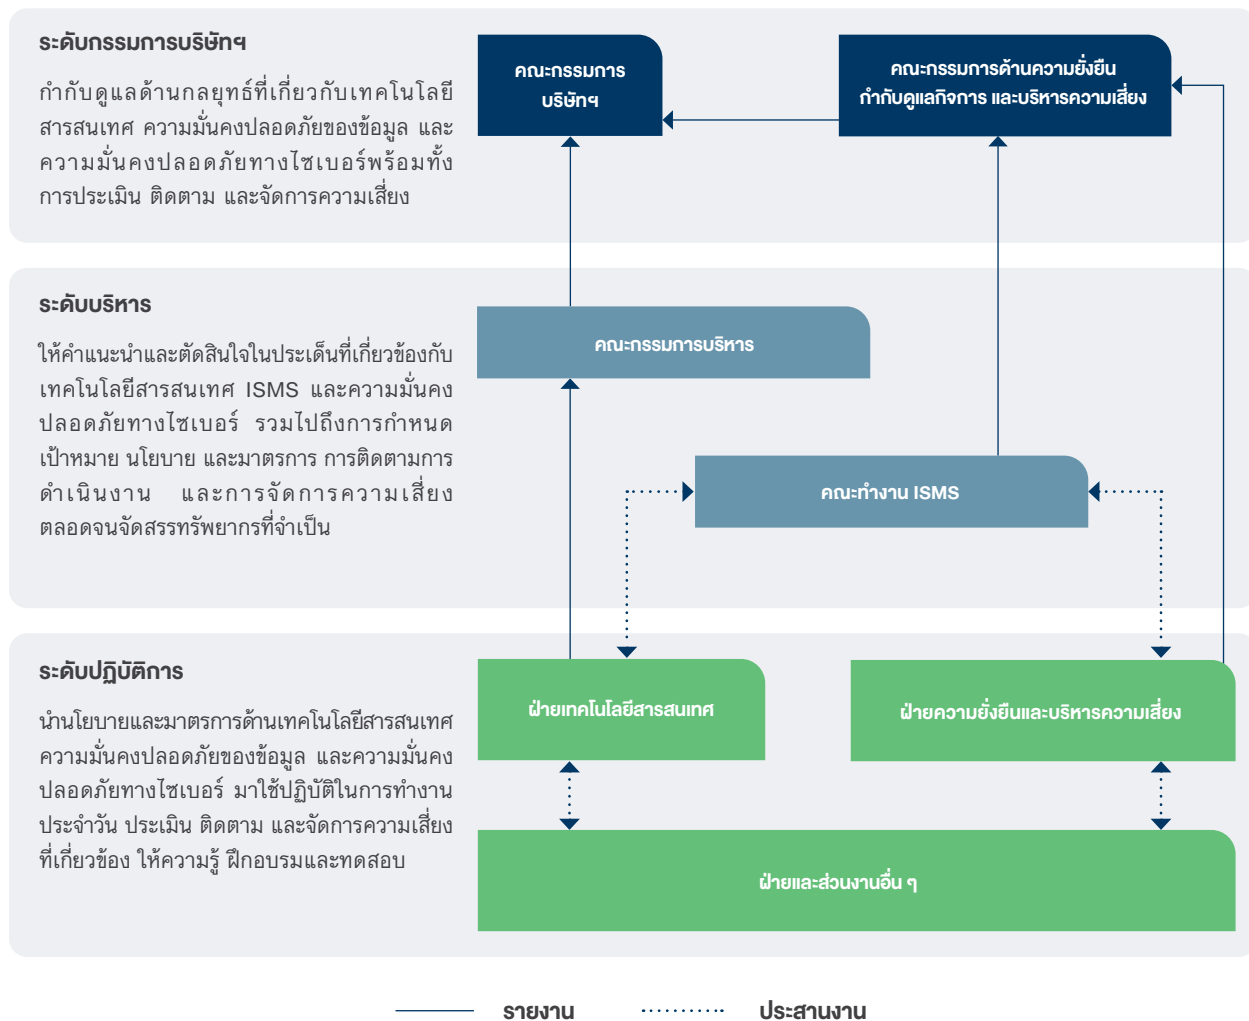 ระดับกรรมการบริษัทฯ
กำกับดูแลด้านกลยุทธ์ที่เกี่ยวกับเทคโนโลยี
สารสนเทศ ความมั่นคงปลอดภัยของข้อมูล และ
ความมั่นคงปลอดภัยทางไซเบอร์พร้อมทั้ง
การประเมิน ติดตาม และจัดการความเสี่ยง
คณะกรรมการ
บริษัทฯ
คณะกรรมการด้านความยั่งยืน
กำกับดูแลกิจการ และบริหารความเสี่ยง
ระดับบริหาร
ให้คำแนะนำและตัดสินใจในประเด็นที่เกี่ยวข้องกับ
เทคโนโลยีสารสนเทศ ISMS และความมั่นคง
ปลอดภัยทางไซเบอร์ รวมไปถึงการกำหนด
เป้าหมาย นโยบาย และมาตรการ การติดตามการ
ดำเนินงาน และการจัดการความเสี่ยง
ตลอดจนจัดสรรทรัพยากรที่จำเป็น
คณะกรรมการบริหาร
คณะทำงาน ISMS
ระดับปฏิบัติการ
นำนโยบายและมาตรการด้านเทคโนโลยีสารสนเทศ
ความมั่นคงปลอดภัยของข้อมูล และความมั่นคง
ปลอดภัยทางไซเบอร์ มาใช้ปฏิบัติในการทำงาน
ประจำวัน ประเมิน ติดตาม และจัดการความเสี่ยง
ที่เกี่ยวข้อง ให้ความรู้ ฝึกอบรมและทดสอบ
ฝ่ายเทคโนโลยีสารสนเทศ
ฝ่ายความยั่งยืนและบริหารความเสี่ยง
ฝ่ายและส่วนงานอื่น ๆ
รายงาน
ประสานงาน